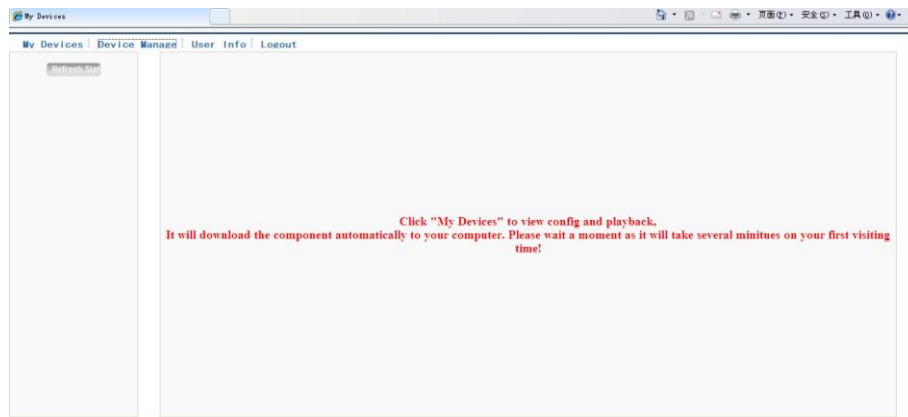 My Devices
页面(P) 安全(S) 工具(O)
My Devices Device Manage User Info Logout
Refresh Stat
Click "My Devices" to view config and playback,
It will download the component automatically to your computer. Please wait a moment as it will take several minitues on your first visiting
time!